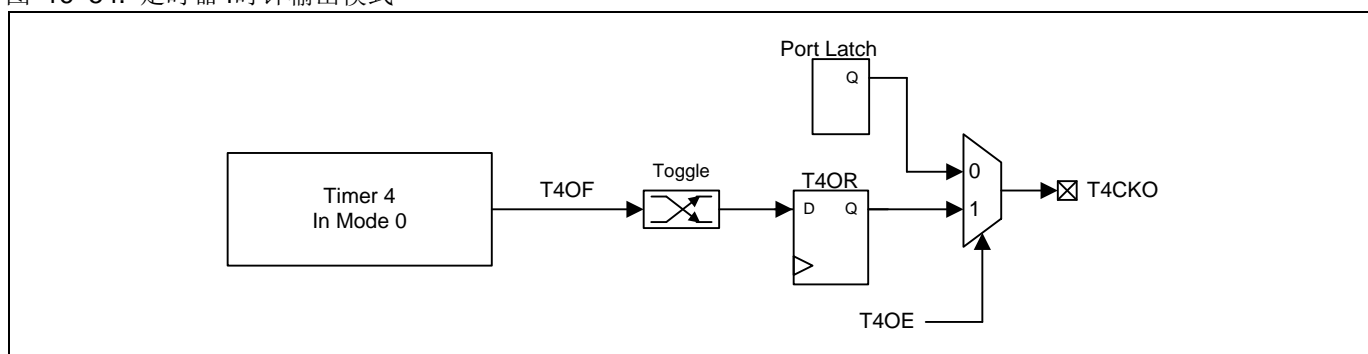 Port Latch
Q
Timer 4
In Mode 0
T4OF
Toggle
T4OR
D Q
0
1
T4CKO
T4OE